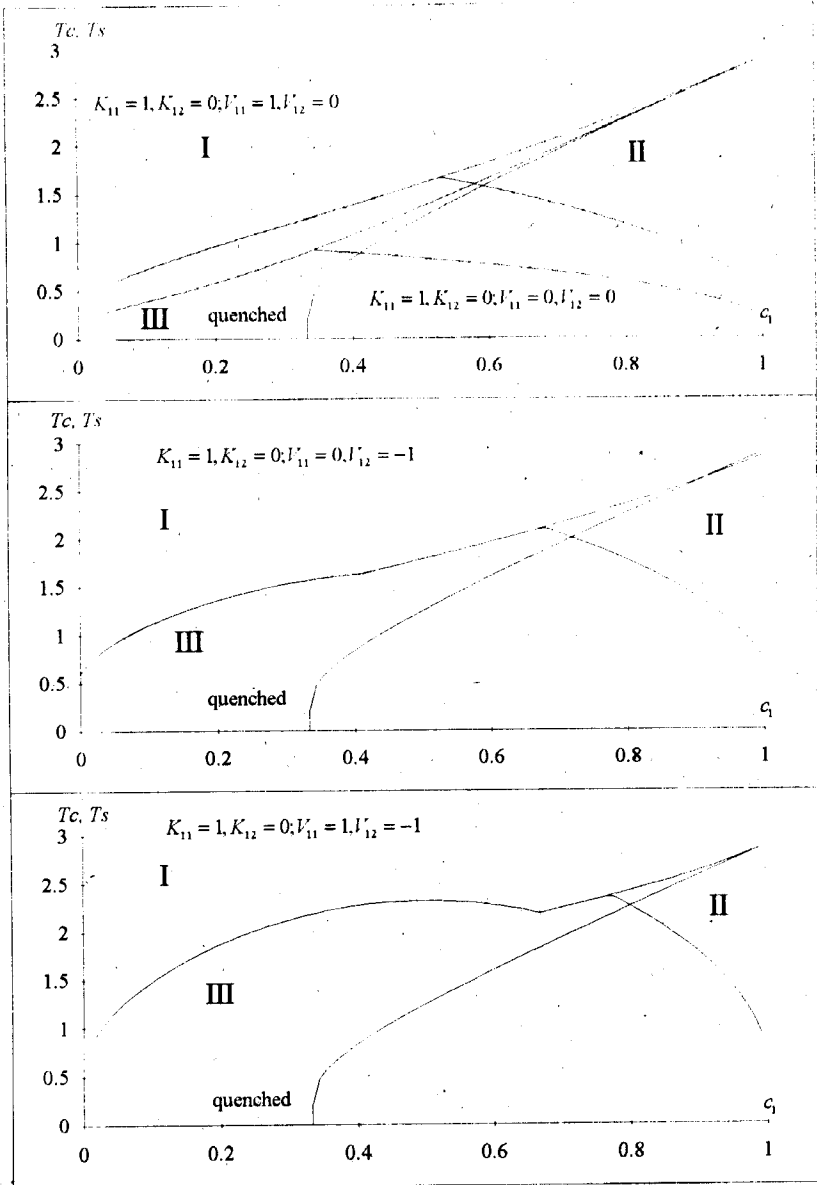 Tc, Ts
3
K₁₁ = 1, K₁₂ = 0; V₁₁ = 1, V₁₂ = 0
2.5
I
II
2
1.5
1
K₁₁ = 1, K₁₂ = 0; V₁₁ = 0, V₁₂ = 0
0.5
III quenched
c₁
0
0 0.2 0.4 0.6 0.8 1
Tc, Ts
3
K₁₁ = 1, K₁₂ = 0; V₁₁ = 0, V₁₂ = -1
2.5
I
II
2
1.5
1
III
0.5
quenched
c₁
0
0 0.2 0.4 0.6 0.8 1
Tc, Ts
K₁₁ = 1, K₁₂ = 0; V₁₁ = 1, V₁₂ = -1
3
I
2.5
II
2
1.5
III
1
0.5
quenched
c₁
0
0 0.2 0.4 0.6 0.8 1